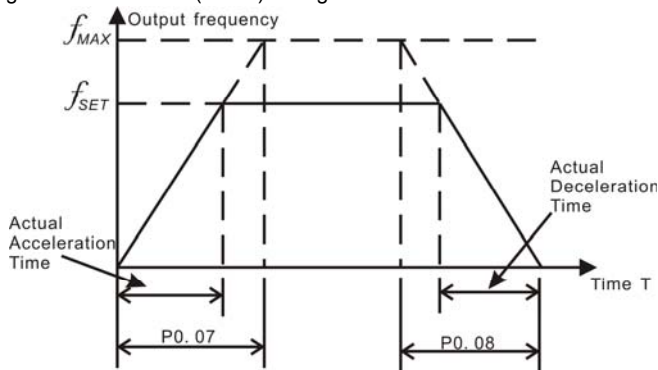 Output frequency
fMAX
fSET
Actual
Deceleration
Time
Actual
Acceleration
Time
Time T
P0. 07
P0. 08